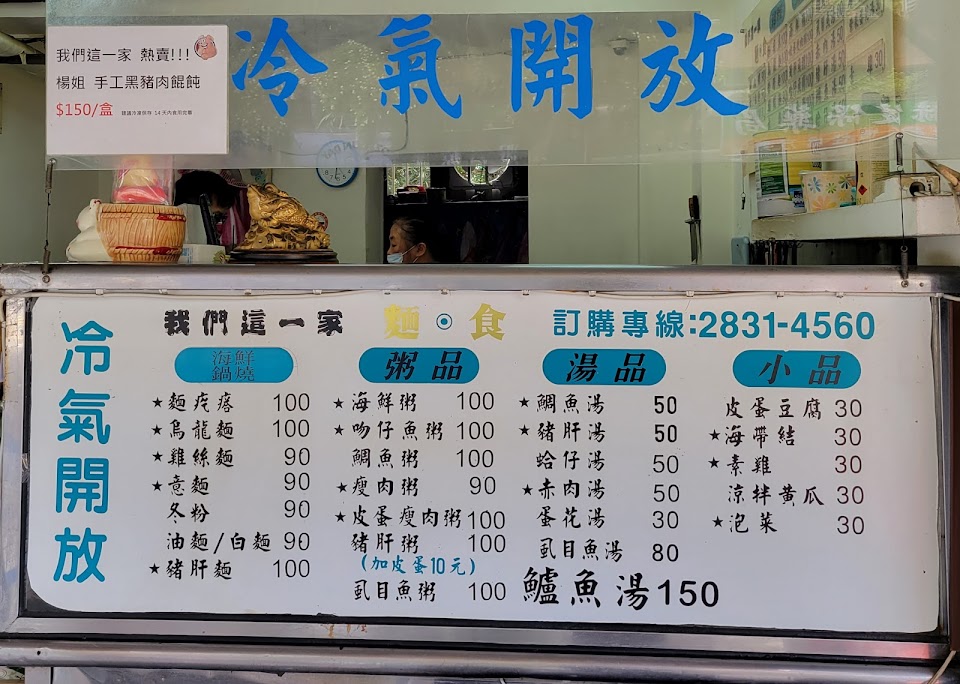 我們這一家 熱賣!!!
楊姐 手工黑豬肉餛飩
$150/盒
冷氣開放
冷氣開放
我們這一家 麵·食 訂購專線:2831-4560
海鮮鍋燒
★麵疙瘩 100
★烏龍麵 100
★雞絲麵 90
★意麵 90
冬粉 90
油麵/白麵 90
★豬肝麵 100
粥品
★海鮮粥 100
★吻仔魚粥 100
鯛魚粥 100
★瘦肉粥 90
★皮蛋瘦肉粥 100
豬肝粥 100
(加皮蛋10元)
虱目魚粥 100
湯品
★鯛魚湯 50
★豬肝湯 50
蛤仔湯 50
★赤肉湯 50
蛋花湯 30
虱目魚湯 80
鱸魚湯150
小品
皮蛋豆腐 30
★海帶結 30
★素雞 30
涼拌黃瓜 30
★泡菜 30